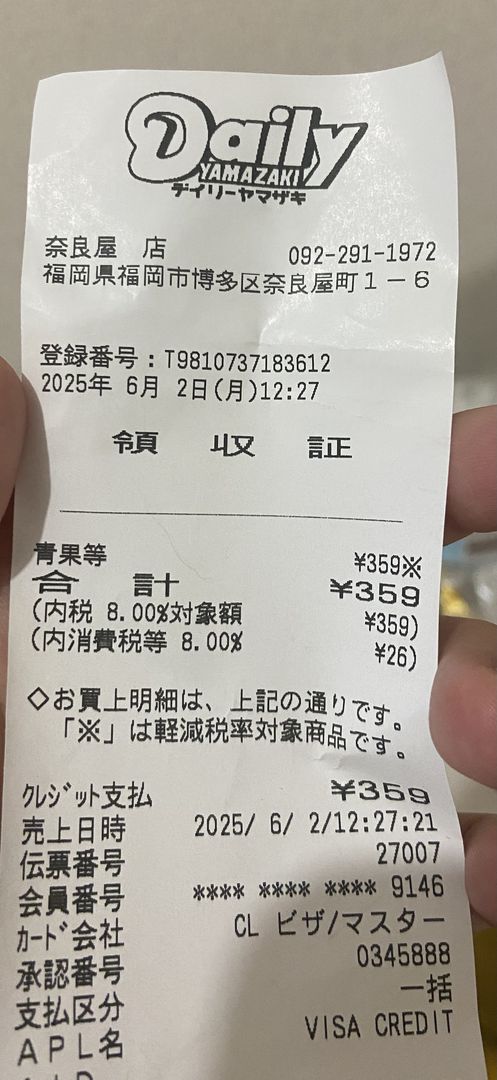 Daily
YAMAZAKI
デイリーヤマザキ
奈良屋 店 092-291-1972
福岡県福岡市博多区奈良屋町1-6
登録番号:T9810737183612
2025年 6月 2日(月)12:27
領 収 証
青果等 ¥359※
合 計 ¥359
(内税 8.00%対象額 ¥359)
(内消費税等 8.00% ¥26)
◇お買上明細は、上記の通りです。
「※」は軽減税率対象商品です。
クレジット支払 ¥359
売上日時 2025/ 6/ 2/12:27:21
伝票番号 27007
会員番号 **** **** **** 9146
カード会社 CL ビザ/マスター
承認番号 0345888
支払区分 一括
APL名 VISA CREDIT